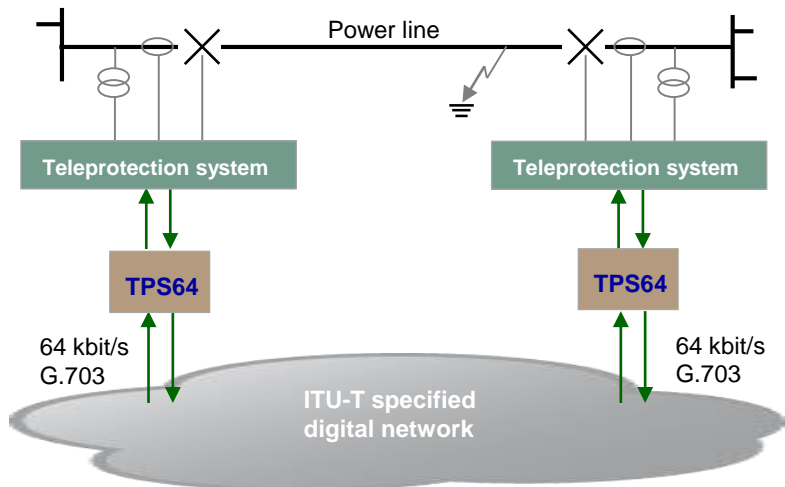 Power line
Teleprotection system
Teleprotection system
TPS64
TPS64
64 kbit/s
G.703
64 kbit/s
G.703
ITU-T specified
digital network